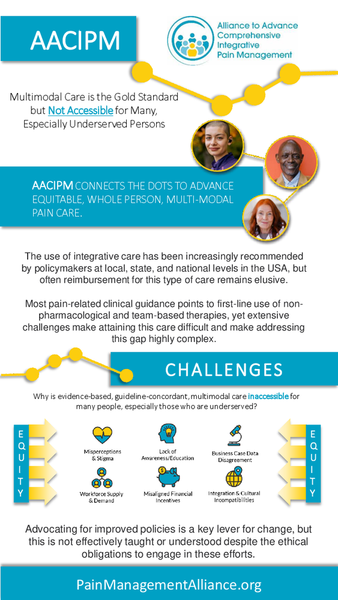 AACIPM
Alliance to Advance
Comprehensive
Integrative
Pain Management
Multimodal Care is the Gold Standard
but Not Accessible for Many,
Especially Underserved Persons
AACIPM CONNECTS THE DOTS TO ADVANCE
EQUITABLE, WHOLE PERSON, MULTI-MODAL
PAIN CARE.
The use of integrative care has been increasingly recommended
by policymakers at local, state, and national levels in the USA, but
often reimbursement for this type of care remains elusive.
Most pain-related clinical guidance points to first-line use of non-
pharmacological and team-based therapies, yet extensive
challenges make attaining this care difficult and make addressing
this gap highly complex.
CHALLENGES
Why is evidence-based, guideline-concordant, multimodal care inaccessible for
many people, especially those who are underserved?
EQUITY
Misperceptions
& Stigma
Lack of
Awareness/Education
Business Case Data
Disagreement
Workforce Supply
& Demand
Misaligned Financial
Incentives
Integration & Cultural
Incompatibilities
EQUITY
Advocating for improved policies is a key lever for change, but
this is not effectively taught or understood despite the ethical
obligations to engage in these efforts.
PainManagementAlliance.org